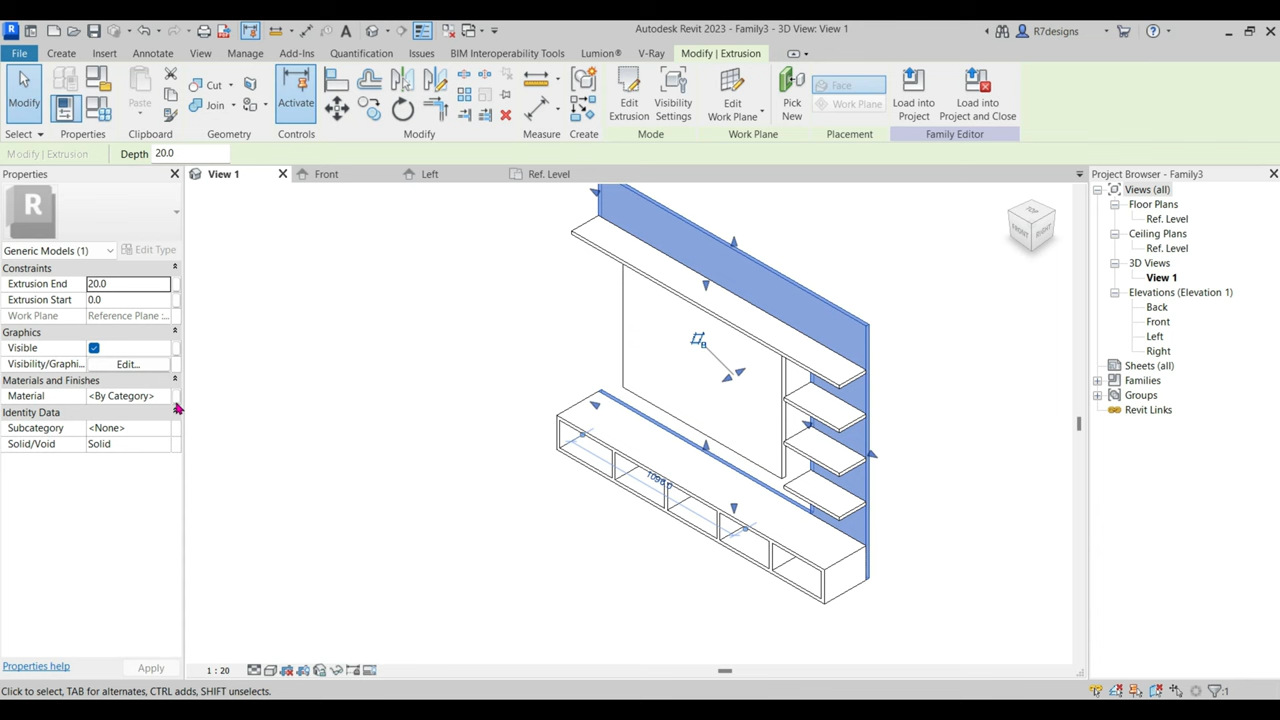 Autodesk Revit 2023 - Family3 - 3D View: View 1
R7designs
File Create Insert Annotate View Manage Add-Ins Quantification Issues BIM Interoperability Tools Lumion® V-Ray Modify | Extrusion
Modify
Paste
Cut
Join
Activate
Edit Extrusion
Visibility Settings
Edit Work Plane
Pick New
Face
Work Plane
Load into Project
Load into Project and Close
Select Properties Clipboard Geometry Controls Modify Measure Create Mode Work Plane Placement Family Editor
Modify | Extrusion Depth 20.0
Properties
View 1 Front Left Ref. Level
Project Browser - Family3
R
Generic Models (1) Edit Type
Constraints
Extrusion End 20.0
Extrusion Start 0.0
Work Plane Reference Plane :...
Graphics
Visible
Visibility/Graphi... Edit...
Materials and Finishes
Material <By Category>
Identity Data
Subcategory <None>
Solid/Void Solid
TOP
FRONT
RIGHT
Views (all)
Floor Plans
Ref. Level
Ceiling Plans
Ref. Level
3D Views
View 1
Elevations (Elevation 1)
Back
Front
Left
Right
Sheets (all)
Families
Groups
Revit Links
Properties help Apply
1 : 20
Click to select, TAB for alternates, CTRL adds, SHIFT unselects.
:1